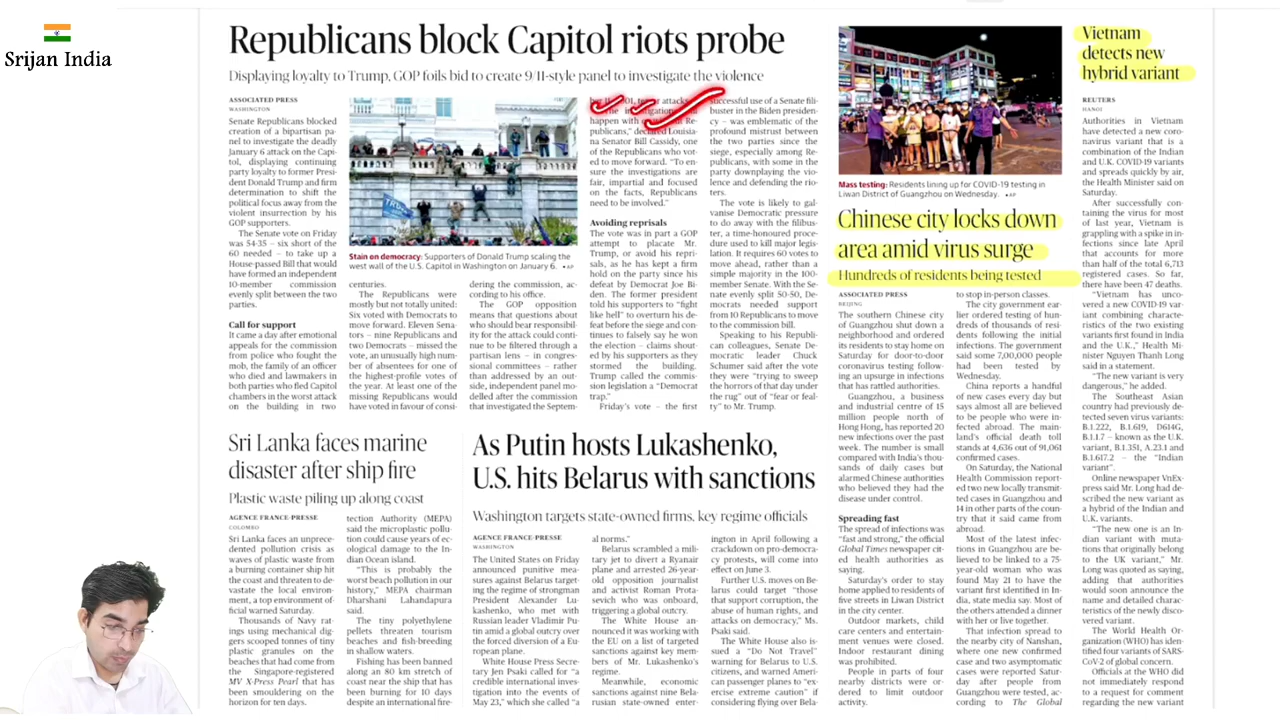 Srijan India
Republicans block Capitol riots probe
Displaying loyalty to Trump, GOP foils bid to create 9/11-style panel to investigate the violence
ASSOCIATED PRESS
WASHINGTON
Senate Republicans blocked
creation of a bipartisan pa-
nel to investigate the deadly
January 6 attack on the Capi-
tol, displaying continuing
party loyalty to former Presi-
dent Donald Trump and firm
determination to shift the
political focus away from the
violent insurrection by his
GOP supporters.
The Senate vote on Friday
was 54-35 – six short of the
60 needed – to take up a
House-passed Bill that would
have formed an independent
10-member commission
evenly split between the two
parties.
Call for support
It came a day after emotional
appeals for the commission
from police who fought the
mob, the family of an officer
who died and lawmakers in
both parties who fled Capitol
chambers in the worst attack
on the building in two
Stain on democracy: Supporters of Donald Trump scaling the
west wall of the U.S. Capitol in Washington on January 6. • AP
centuries.
The Republicans were
mostly but not totally united:
Six voted with Democrats to
move forward. Eleven Sena-
tors – nine Republicans and
two Democrats – missed the
vote, an unusually high num-
ber of absentees for one of
the highest-profile votes of
the year. At least one of the
missing Republicans would
have voted in favour of consi-
dering the commission, ac-
cording to his office.
The GOP opposition
means that questions about
who should bear responsibil-
ity for the attack could conti-
nue to be filtered through a
partisan lens – in congres-
sional committees – rather
than addressed by an out-
side, independent panel mo-
delled after the commission
that investigated the Septem-
happen with Re-
publicans," declared Louisia-
na Senator Bill Cassidy, one
of the Republicans who vot-
ed to move forward. "To en-
sure the investigations are
fair, impartial and focused
on the facts, Republicans
need to be involved."
Avoiding reprisals
The vote was in part a GOP
attempt to placate Mr.
Trump, or avoid his repri-
sals, as he has kept a firm
hold on the party since his
defeat by Democrat Joe Bi-
den. The former president
told his supporters to "fight
like hell" to overturn his de-
feat before the siege and con-
tinues to falsely say he won
the election – claims shout-
ed by his supporters as they
stormed the building.
Trump called the commis-
sion legislation a "Democrat
trap."
Friday's vote – the first
successful use of a Senate fili-
buster in the Biden presiden-
cy – was emblematic of the
profound mistrust between
the two parties since the
siege, especially among Re-
publicans, with some in the
party downplaying the vio-
lence and defending the rio-
ters.
The vote is likely to gal-
vanise Democratic pressure
to do away with the filibus-
ter, a time-honoured proce-
dure used to kill major legis-
lation. It requires 60 votes to
move ahead, rather than a
simple majority in the 100-
member Senate. With the Se-
nate evenly split 50-50, De-
mocrats needed support
from 10 Republicans to move
to the commission bill.
Speaking to his Republi-
can colleagues, Senate De-
mocratic leader Chuck
Schumer said after the vote
they were "trying to sweep
the horrors of that day under
the rug" out of "fear or feal-
ty" to Mr. Trump.
Mass testing: Residents lining up for COVID-19 testing in
Liwan District of Guangzhou on Wednesday. • AP
Chinese city locks down
area amid virus surge
Hundreds of residents being tested
ASSOCIATED PRESS
BEIJING
The southern Chinese city
of Guangzhou shut down a
neighborhood and ordered
its residents to stay home on
Saturday for door-to-door
coronavirus testing follow-
ing an upsurge in infections
that has rattled authorities.
Guangzhou, a business
and industrial centre of 15
million people north of
Hong Kong, has reported 20
new infections over the past
week. The number is small
compared with India's thou-
sands of daily cases but
alarmed Chinese authorities
who believed they had the
disease under control.
Spreading fast
The spread of infections was
"fast and strong," the official
Global Times newspaper cit-
ed health authorities as
saying.
Saturday's order to stay
home applied to residents of
five streets in Liwan District
in the city center.
Outdoor markets, child
care centers and entertain-
ment venues were closed.
Indoor restaurant dining
was prohibited.
People in parts of four
nearby districts were or-
dered to limit outdoor
activity.
to stop in-person classes.
The city government ear-
lier ordered testing of hun-
dreds of thousands of resi-
dents following the initial
infections. The government
said some 7,00,000 people
had been tested by
Wednesday.
China reports a handful
of new cases every day but
says almost all are believed
to be people who were in-
fected abroad. The main-
land's official death toll
stands at 4,636 out of 91,061
confirmed cases.
On Saturday, the National
Health Commission report-
ed two new locally transmit-
ted cases in Guangzhou and
14 in other parts of the coun-
try that it said came from
abroad.
Most of the latest infec-
tions in Guangzhou are be-
lieved to be linked to a 75-
year-old woman who was
found May 21 to have the
variant first identified in In-
dia, state media say. Most of
the others attended a dinner
with her or live together.
That infection spread to
the nearby city of Nanshan,
where one new confirmed
case and two asymptomatic
cases were reported Satur-
day after people from
Guangzhou were tested, ac-
cording to The Global
Vietnam
detects new
hybrid variant
REUTERS
HANOI
Authorities in Vietnam
have detected a new coro-
navirus variant that is a
combination of the Indian
and U.K. COVID-19 variants
and spreads quickly by air,
the Health Minister said on
Saturday.
After successfully con-
taining the virus for most
of last year, Vietnam is
grappling with a spike in in-
fections since late April
that accounts for more
than half of the total 6,713
registered cases. So far,
there have been 47 deaths.
"Vietnam has unco-
vered a new COVID-19 var-
iant combining character-
istics of the two existing
variants first found in India
and the U.K.," Health Mi-
nister Nguyen Thanh Long
said in a statement.
"The new variant is very
dangerous," he added.
The Southeast Asian
country had previously de-
tected seven virus variants:
B.1.222, B.1.619, D614G,
B.1.1.7 – known as the U.K.
variant, B.1.351, A.23.1 and
B.1.617.2 – the "Indian
variant".
Online newspaper VnEx-
press said Mr. Long had de-
scribed the new variant as
a hybrid of the Indian and
U.K. variants.
"The new one is an In-
dian variant with muta-
tions that originally belong
to the UK variant," Mr.
Long was quoted as saying,
adding that authorities
would soon announce the
name and detailed charac-
teristics of the newly disco-
vered variant.
The World Health Or-
ganization (WHO) has iden-
tified four variants of SARS-
CoV-2 of global concern.
Officials at the WHO did
not immediately respond
to a request for comment
regarding the new variant
Sri Lanka faces marine
disaster after ship fire
Plastic waste piling up along coast
AGENCE FRANCE-PRESSE
COLOMBO
Sri Lanka faces an unprece-
dented pollution crisis as
waves of plastic waste from
a burning container ship hit
the coast and threaten to de-
vastate the local environ-
ment, a top environment of-
ficial warned Saturday.
Thousands of Navy rat-
ings using mechanical dig-
gers scooped tonnes of tiny
plastic granules on the
beaches that had come from
the Singapore-registered
MV X-Press Pearl that has
been smouldering on the
horizon for ten days.
tection Authority (MEPA)
said the microplastic pollu-
tion could cause years of ec-
ological damage to the In-
dian Ocean island.
"This is probably the
worst beach pollution in our
history," MEPA chairman
Dharshani Lahandapura
said.
The tiny polyethylene
pellets threaten tourism
beaches and fish-breeding
in shallow waters.
Fishing has been banned
along an 80 km stretch of
coast near the ship that has
been burning for 10 days
despite an international fire-
As Putin hosts Lukashenko,
U.S. hits Belarus with sanctions
Washington targets state-owned firms, key regime officials
AGENCE FRANCE-PRESSE
WASHINGTON
The United States on Friday
announced punitive mea-
sures against Belarus target-
ing the regime of strongman
President Alexander Lu-
kashenko, who met with
Russian leader Vladimir Pu-
tin amid a global outcry over
the forced diversion of a Eu-
ropean plane.
White House Press Secre-
tary Jen Psaki called for "a
credible international inves-
tigation into the events of
May 23," which she called "a
al norms."
Belarus scrambled a mili-
tary jet to divert a Ryanair
plane and arrested 26-year-
old opposition journalist
and activist Roman Prota-
sevich who was onboard,
triggering a global outcry.
The White House an-
nounced it was working with
the EU on a list of targeted
sanctions against key mem-
bers of Mr. Lukashenko's
regime.
Meanwhile, economic
sanctions against nine Bela-
rusian state-owned enter-
ington in April following a
crackdown on pro-democra-
cy protests, will come into
effect on June 3.
Further U.S. moves on Be-
larus could target "those
that support corruption, the
abuse of human rights, and
attacks on democracy," Ms.
Psaki said.
The White House also is-
sued a "Do Not Travel"
warning for Belarus to U.S.
citizens, and warned Ameri-
can passenger planes to "ex-
ercise extreme caution" if
considering flying over Bela-